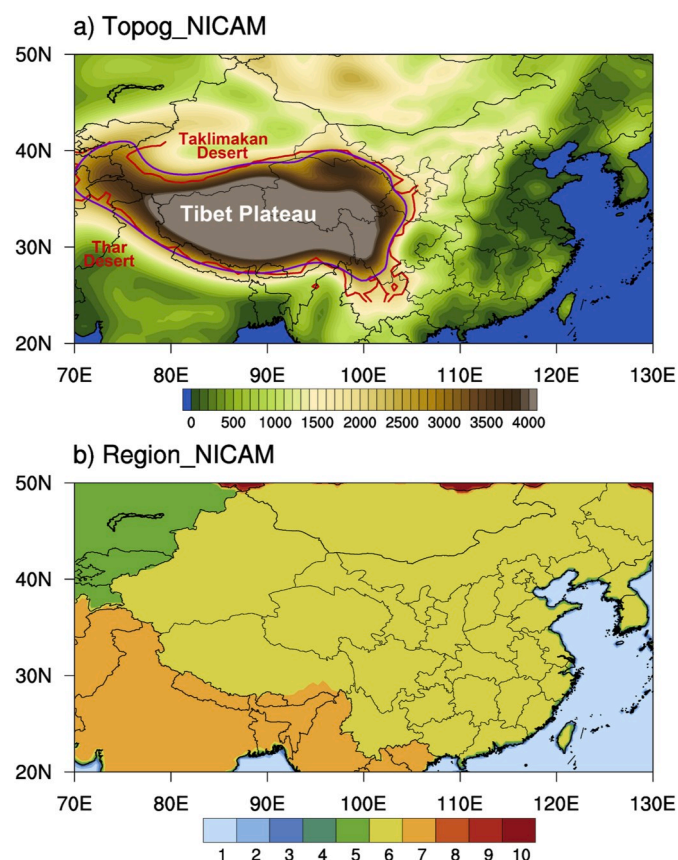 a) Topog_NICAM
50N
40N
30N
20N
Taklimakan
Desert
Tibet Plateau
Thar
Desert
70E 80E 90E 100E 110E 120E 130E
0 500 1000 1500 2000 2500 3000 3500 4000
b) Region_NICAM
50N
40N
30N
20N
70E 80E 90E 100E 110E 120E 130E
1 2 3 4 5 6 7 8 9 10